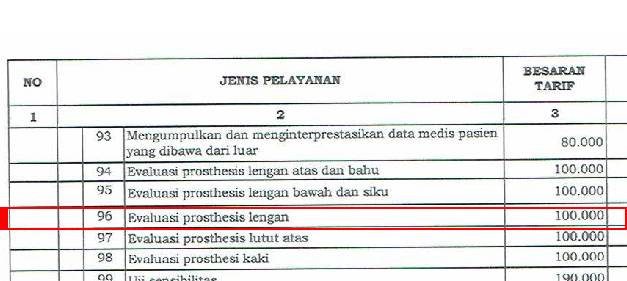 NO JENIS PELAYANAN BESARAN TARIF
1 2 3
93 Mengumpulkan dan menginterprestasikan data medis pasien yang dibawa dari luar 80.000
94 Evaluasi prosthesis lengan atas dan bahu 100.000
95 Evaluasi prosthesis lengan bawah dan siku 100.000
96 Evaluasi prosthesis lengan 100.000
97 Evaluasi prosthesis lutut atas 100.000
98 Evaluasi prosthesi kaki 100.000
99 Uji sensibilitas 190.000